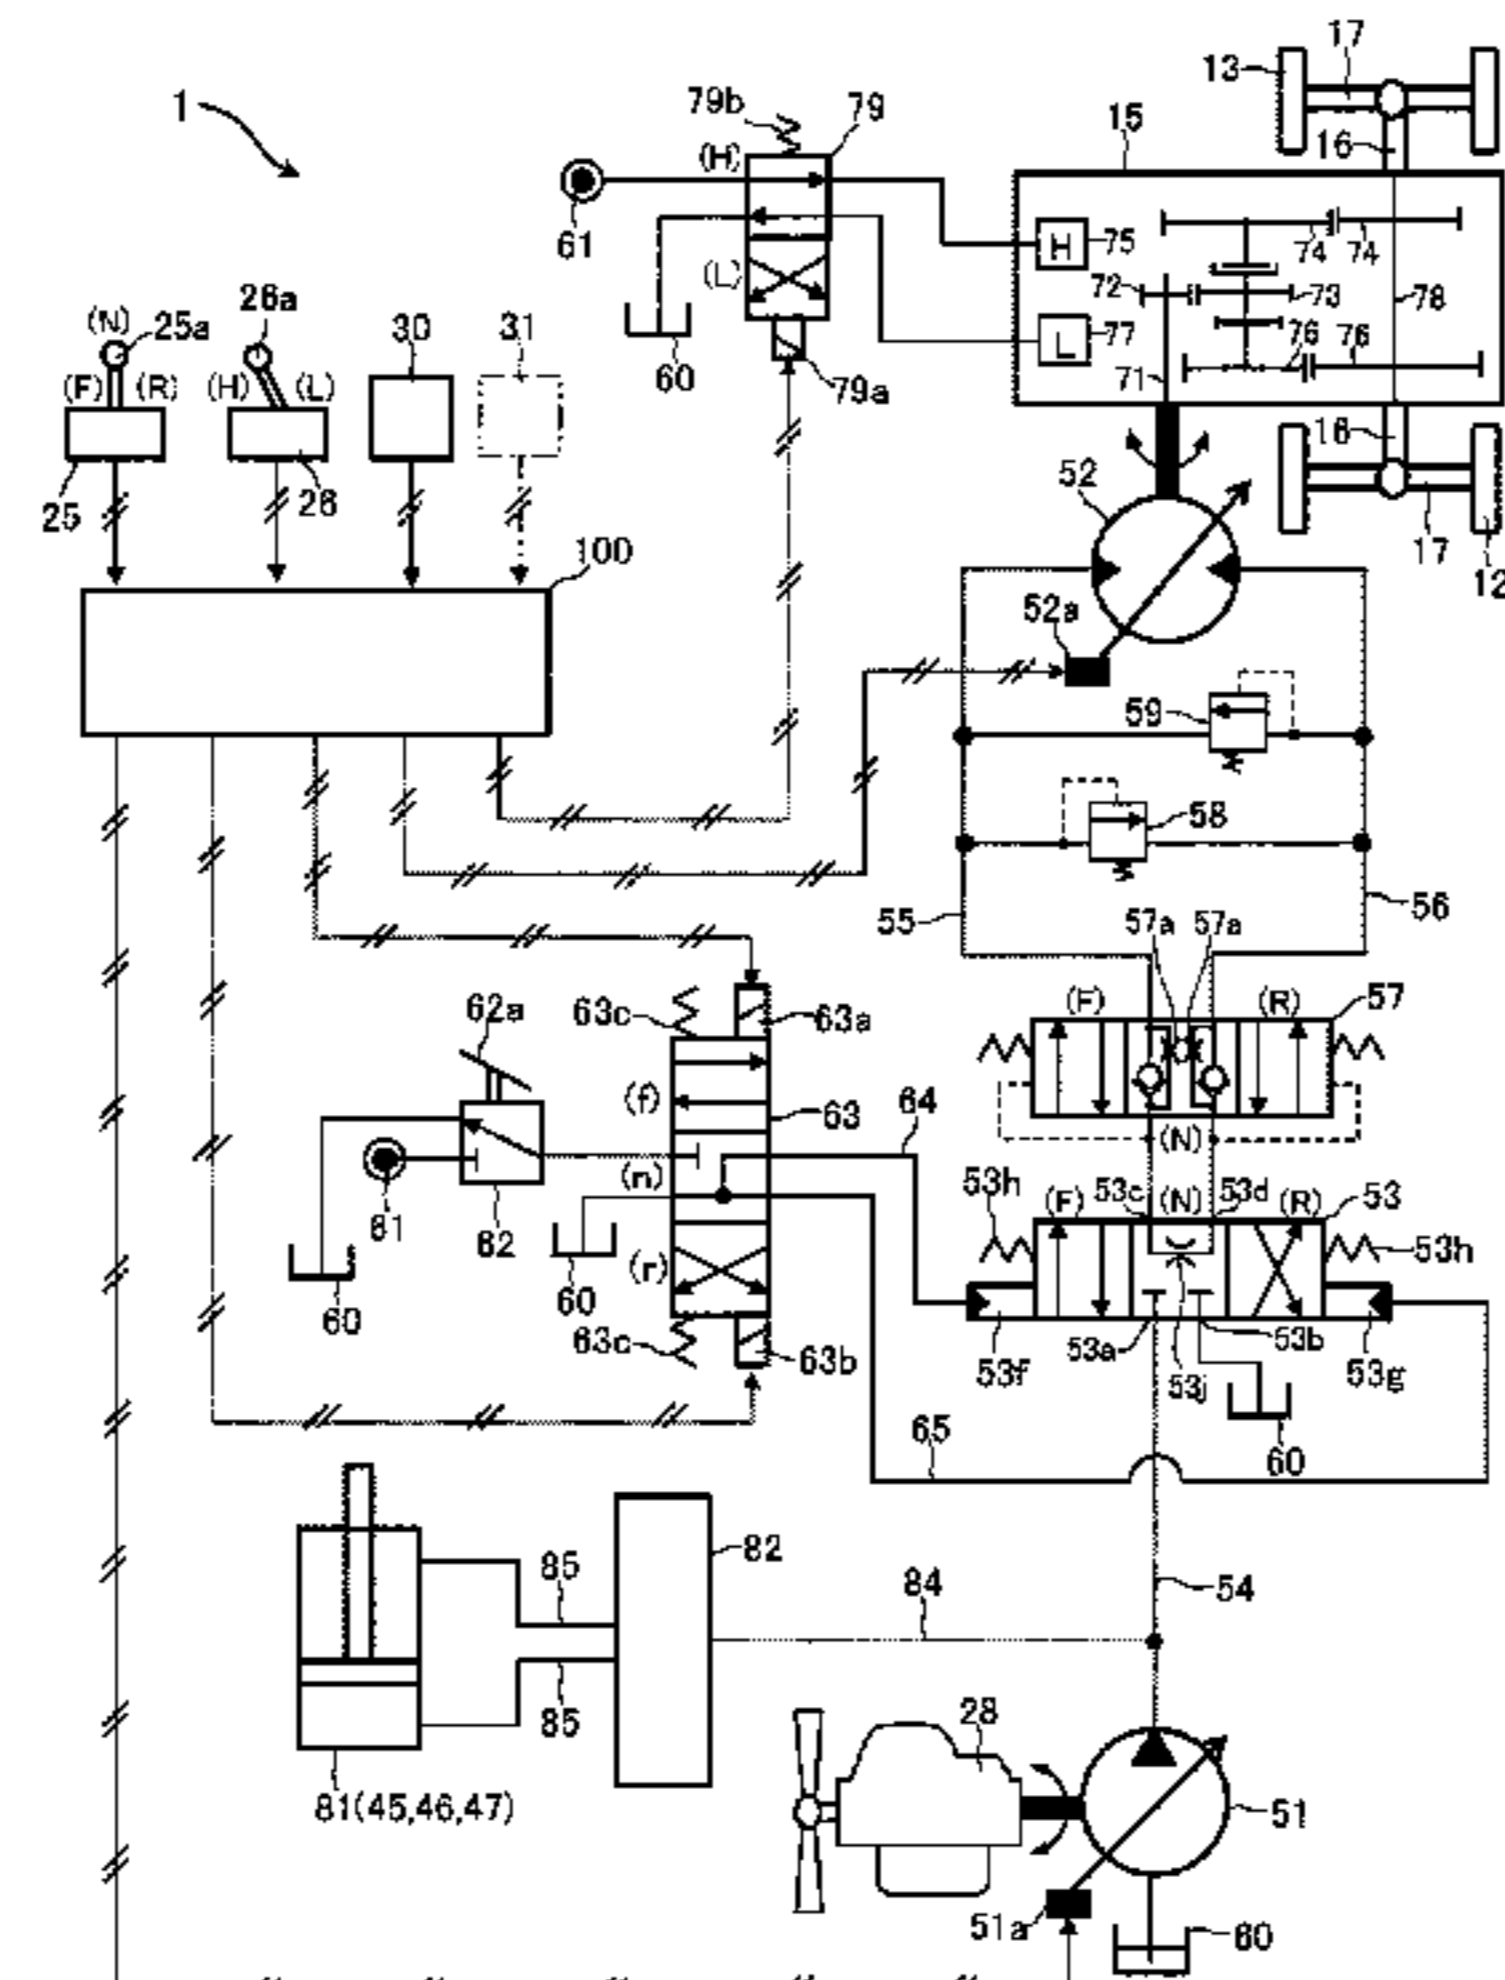 17
13
79b
79
1
15
(H)
16
61
H
75
74
74
26a
(N)
25a
30
31
(L)
72
73
78
60
L
77
76
76
(F)
(R)
(H)
(L)
71
79a
16
52
25
26
17
100
12
52a
59
58
55
57a
57a
56
63c
63a
(F)
(R)
57
62a
(f)
63
64
(N)
(n)
53h
(F)
53c
(N)
53d
(R)
53
61
62
53h
(r)
60
60
63c
63b
53f
53a
53j
53b
53g
65
60
82
85
84
54
28
85
81(45,46,47)
51
51a
60